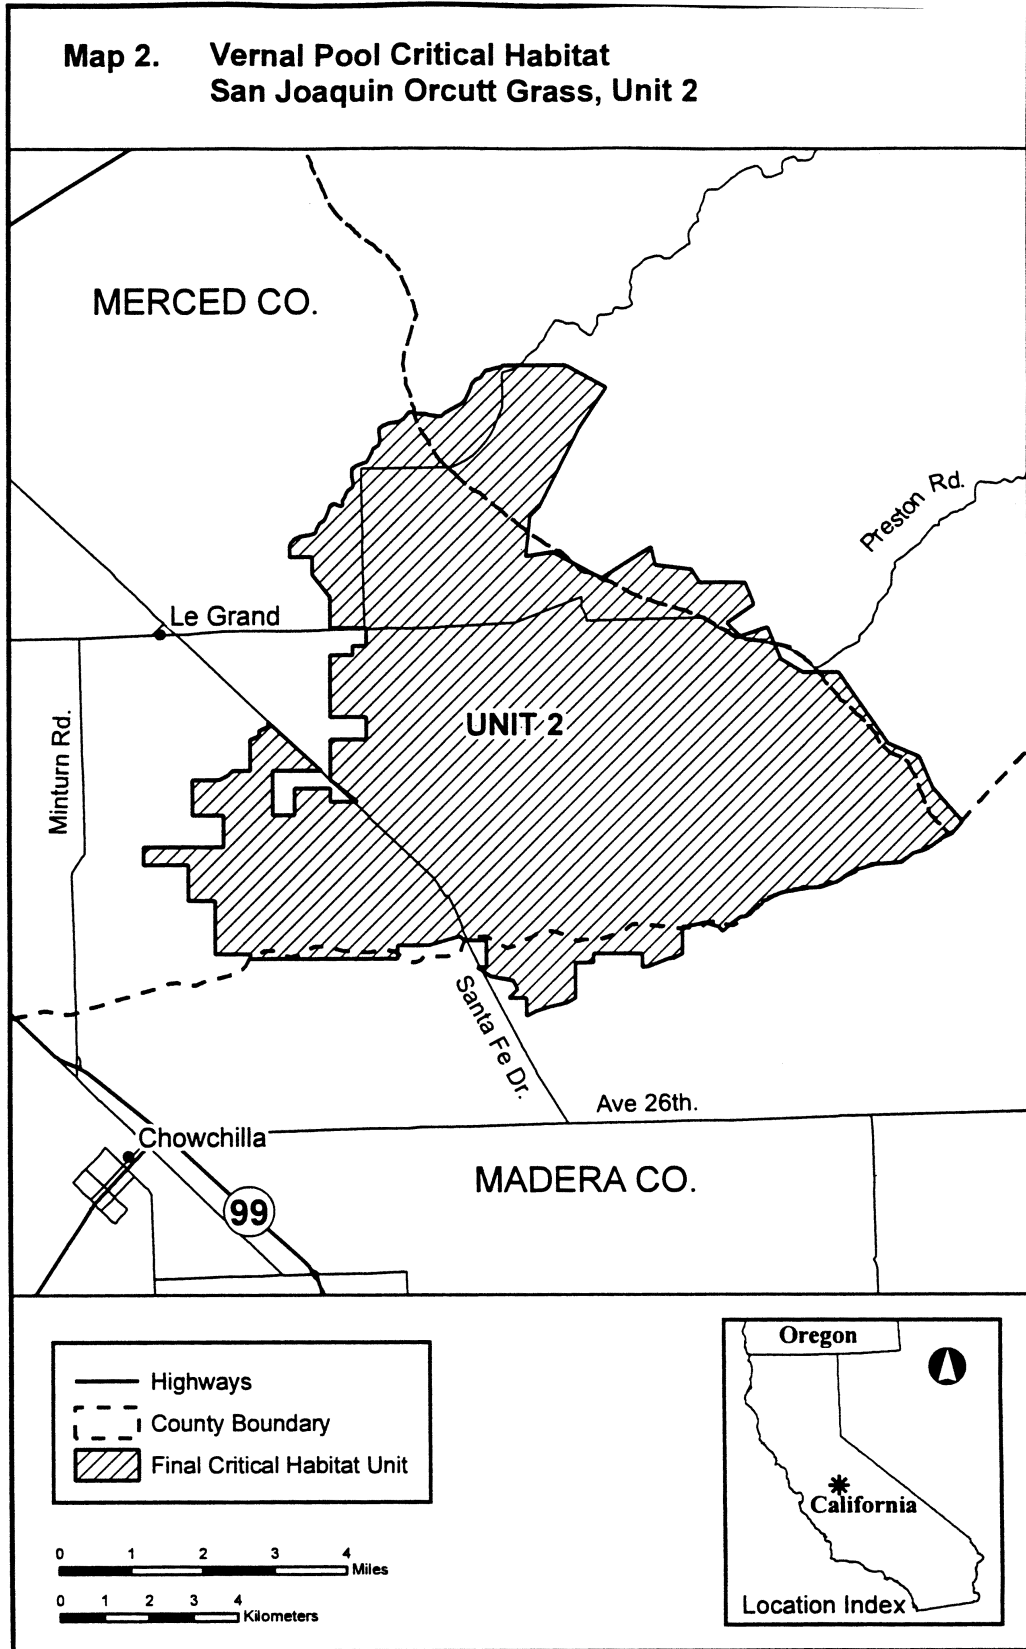 Map 2. Vernal Pool Critical Habitat
San Joaquin Orcutt Grass, Unit 2
MERCED CO.
Preston Rd.
Le Grand
UNIT 2
Minturn Rd.
Santa Fe Dr.
Ave 26th.
Chowchilla
MADERA CO.
99
Highways
County Boundary
Final Critical Habitat Unit
0 1 2 3 4
Miles
0 1 2 3 4
Kilometers
Oregon
California
Location Index